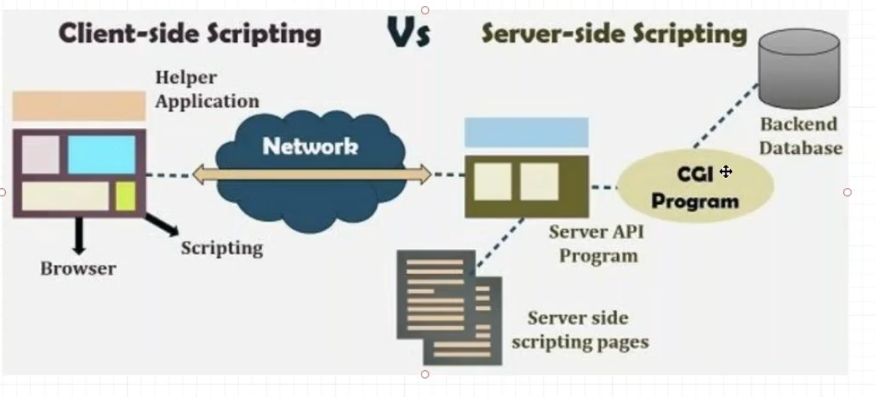 Client-side Scripting
Vs
Server-side Scripting
Helper
Application
Network
Backend
Database
CGI
Program
Server API
Program
Scripting
Browser
Server side
scripting pages